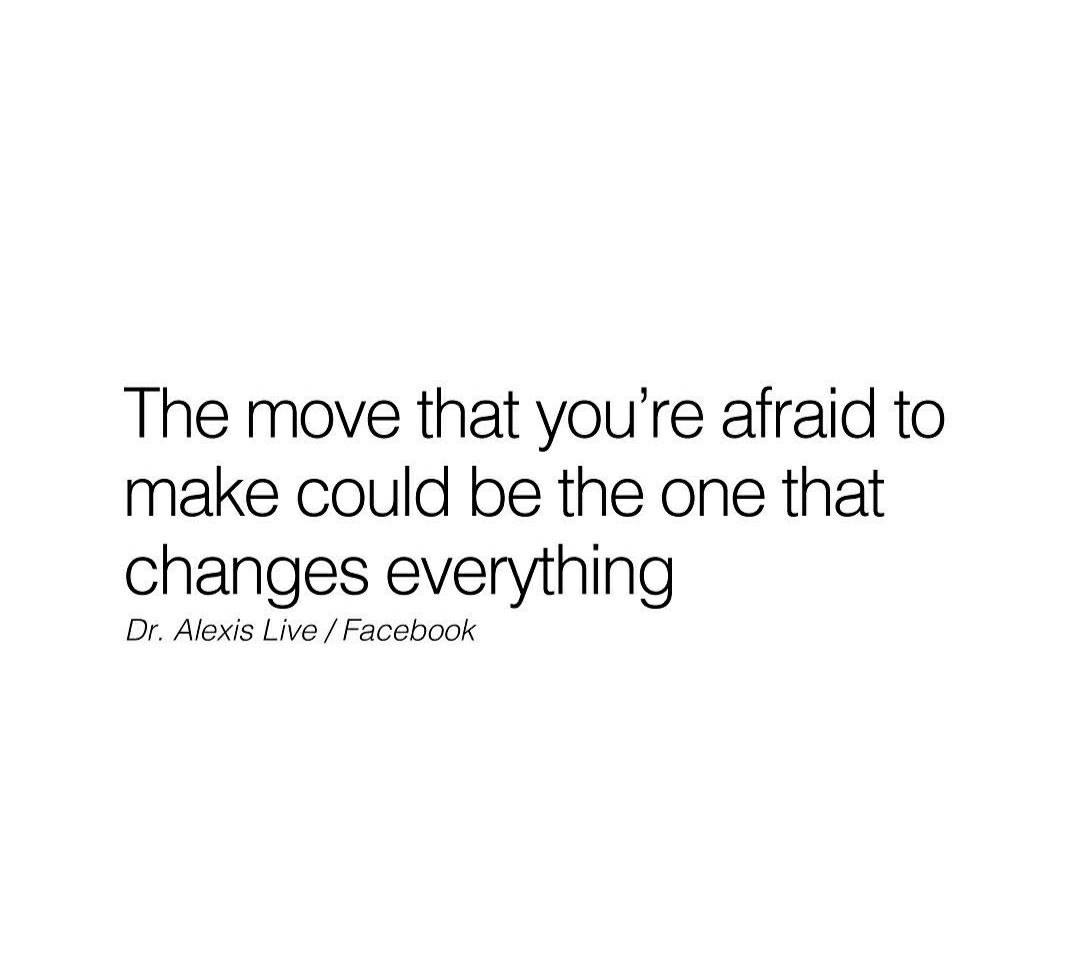 The move that you’re afraid to
make could be the one that
changes everything
Dr. Alexis Live / Facebook